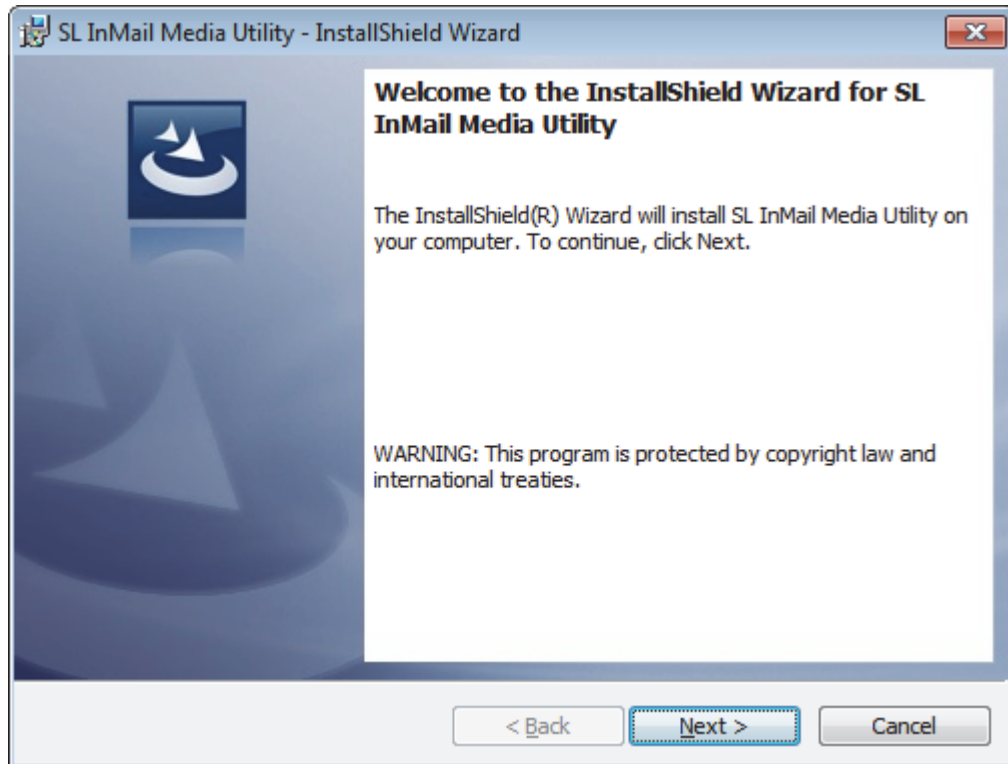 SL InMail Media Utility - InstallShield Wizard
Welcome to the InstallShield Wizard for SL
InMail Media Utility
The InstallShield(R) Wizard will install SL InMail Media Utility on
your computer. To continue, click Next.
WARNING: This program is protected by copyright law and
international treaties.
< Back Next > Cancel